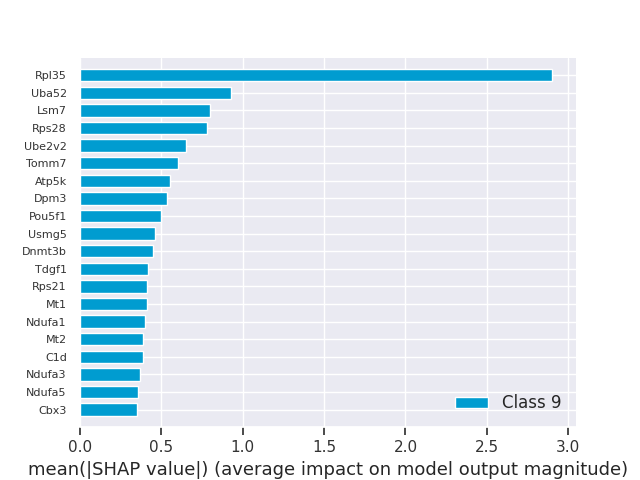 Rpl35
Uba52
Lsm7
Rps28
Ube2v2
Tomm7
Atp5k
Dpm3
Pou5f1
Usmg5
Dnmt3b
Tdgf1
Rps21
Mt1
Ndufa1
Mt2
C1d
Ndufa3
Ndufa5
Cbx3
Class 9
0.0 0.5 1.0 1.5 2.0 2.5 3.0
mean(|SHAP value|) (average impact on model output magnitude)